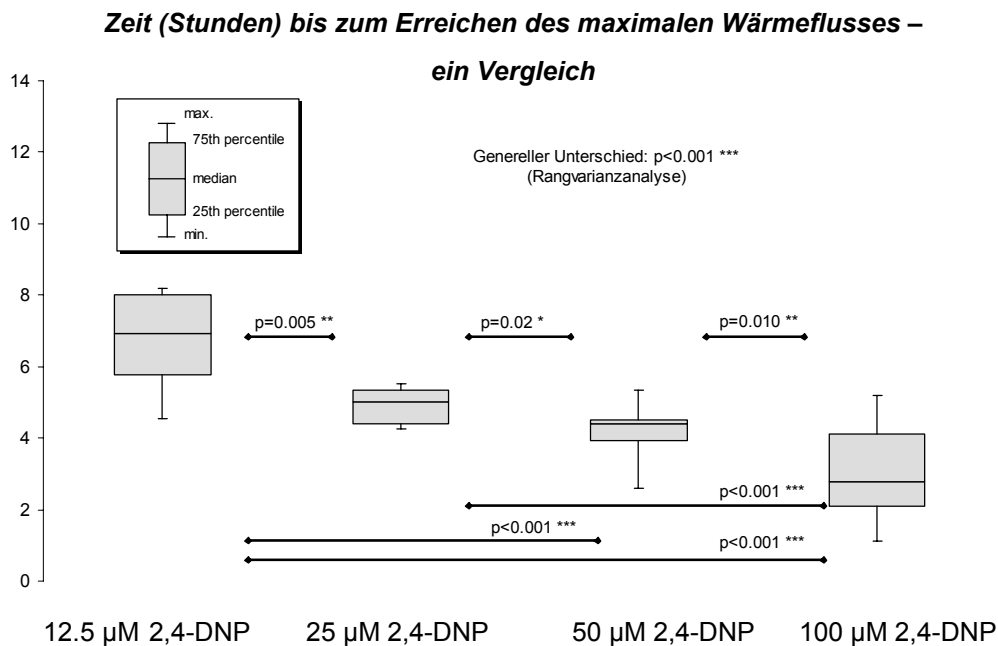 Zeit (Stunden) bis zum Erreichen des maximalen Wärmeflusses –
ein Vergleich
14
12
10
8
6
4
2
0
max.
75th percentile
median
25th percentile
min.
Genereller Unterschied: p<0.001 ***
(Rangvarianzanalyse)
p=0.005 **
p=0.02 *
p=0.010 **
p<0.001 ***
p<0.001 ***
p<0.001 ***
12.5 µM 2,4-DNP
25 µM 2,4-DNP
50 µM 2,4-DNP
100 µM 2,4-DNP